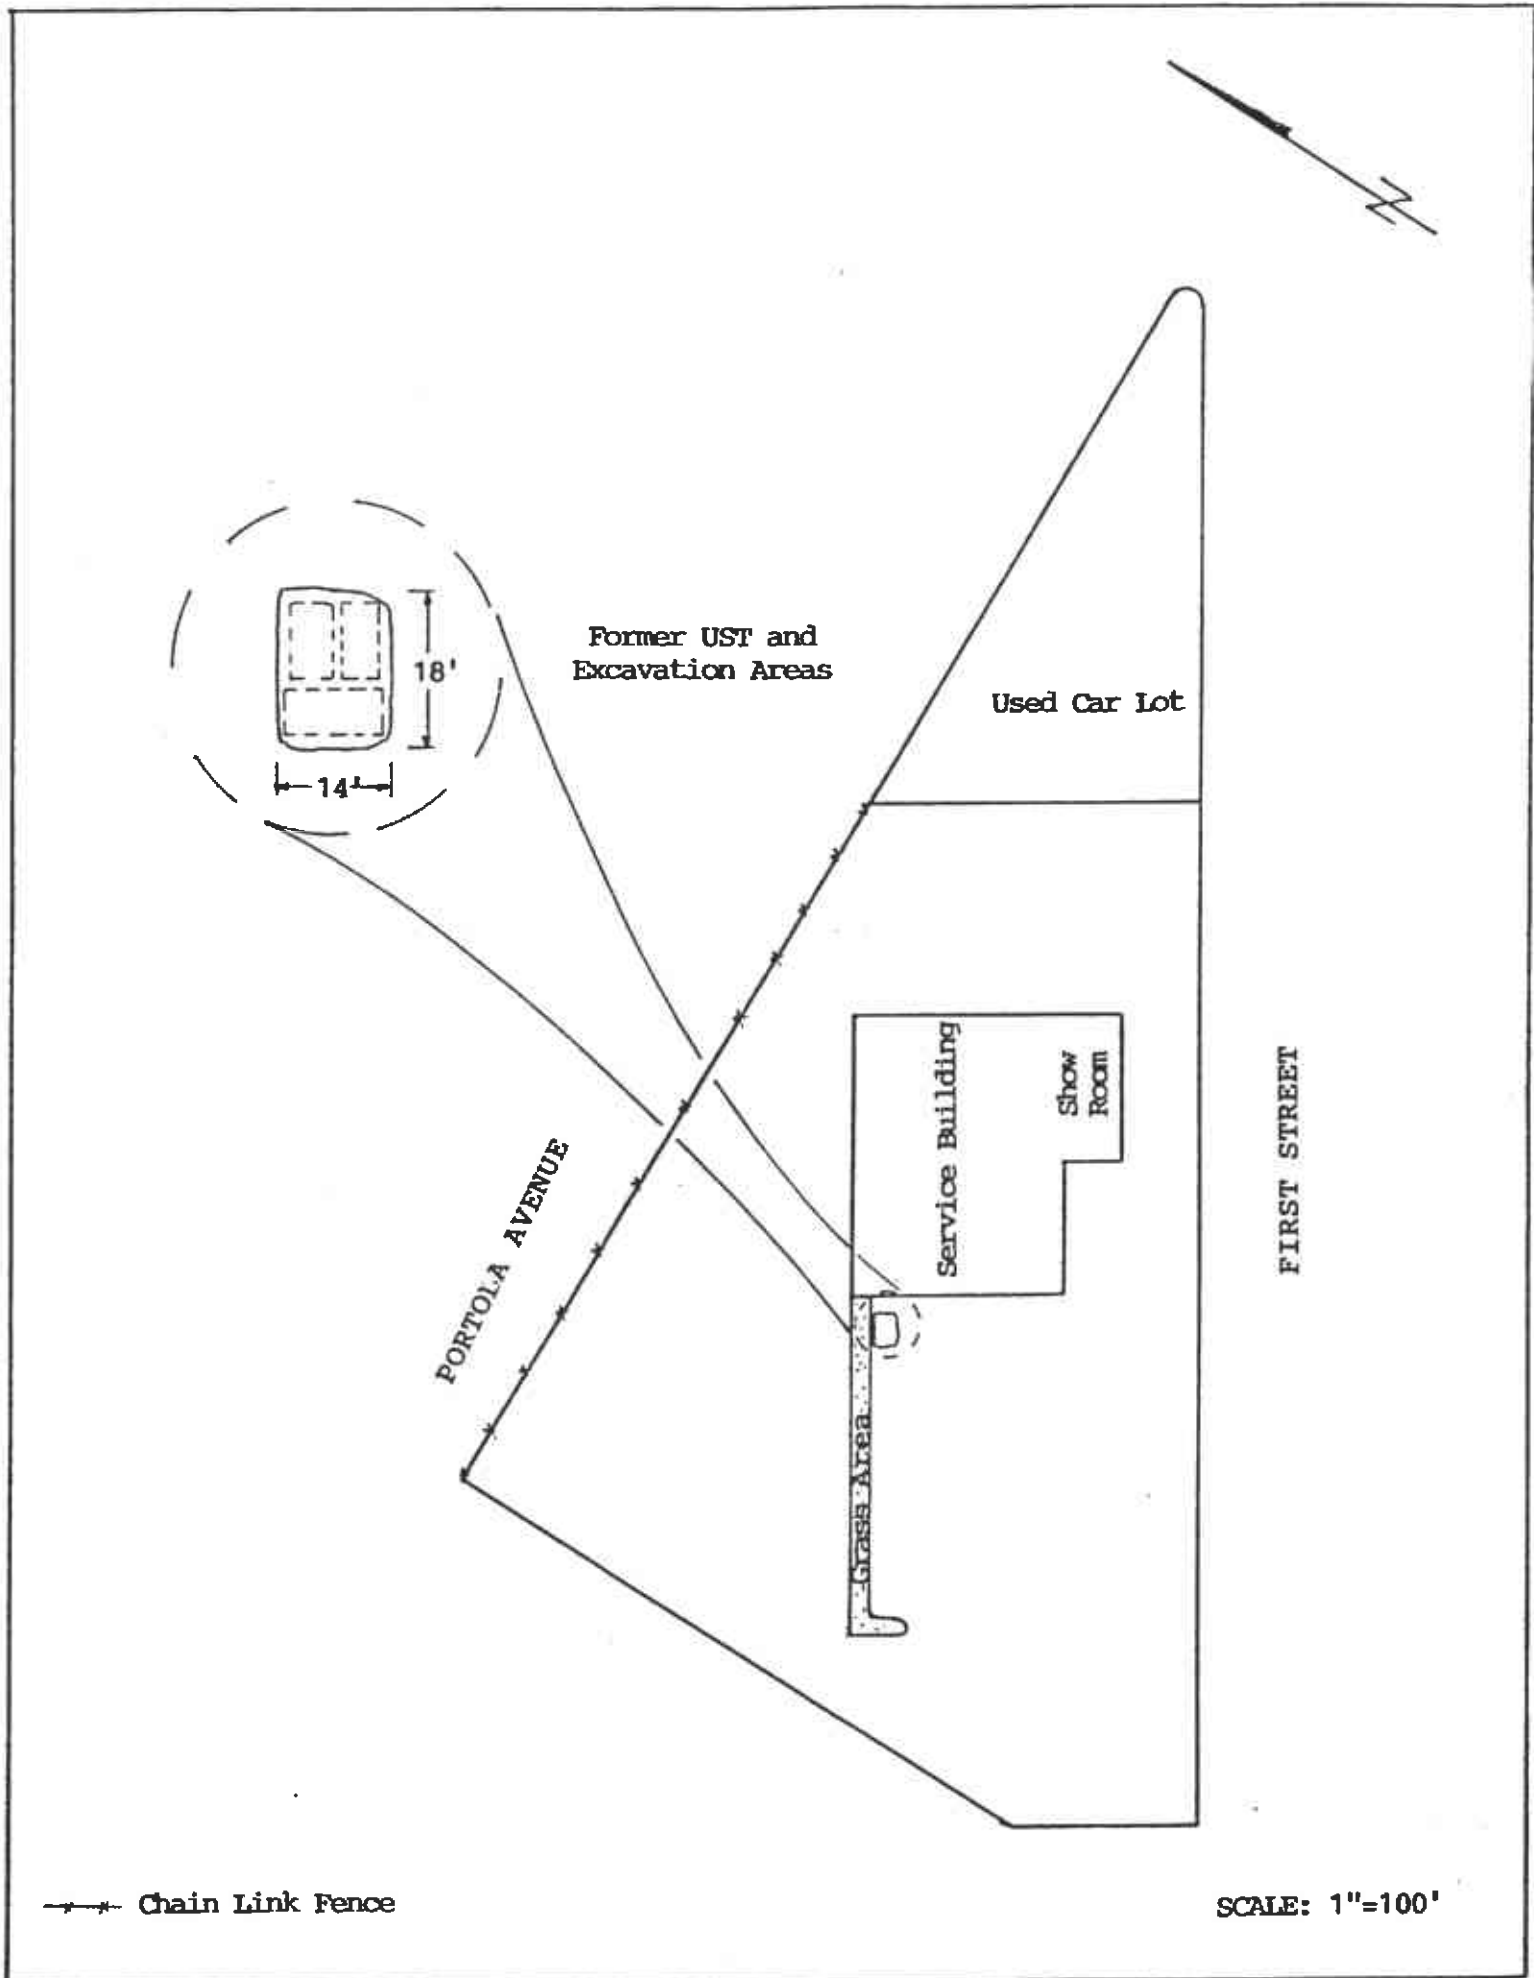 N
Former UST and
Excavation Areas
18'
14'
Used Car Lot
Service Building
Show
Room
FIRST STREET
PORTOLA AVENUE
Grass Area
Chain Link Fence
SCALE: 1"=100'